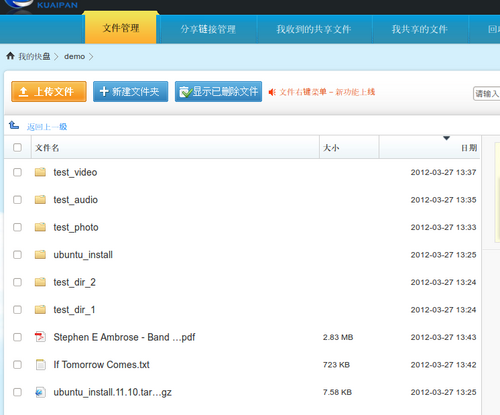 KUAIPAN
文件管理 分享链接管理 我收到的共享文件 我共享的文件
我的快盘 demo
上传文件 新建文件夹 显示已删除文件 文件右键菜单 - 新功能上线 请输入
返回上一级
文件名 大小 日期
test_video 2012-03-27 13:37
test_audio 2012-03-27 13:35
test_photo 2012-03-27 13:33
ubuntu_install 2012-03-27 13:25
test_dir_2 2012-03-27 13:24
test_dir_1 2012-03-27 13:24
Stephen E Ambrose - Band ...pdf 2.83 MB 2012-03-27 13:43
If Tomorrow Comes.txt 723 KB 2012-03-27 13:42
ubuntu_install.11.10.tar...gz 7.58 KB 2012-03-27 13:25